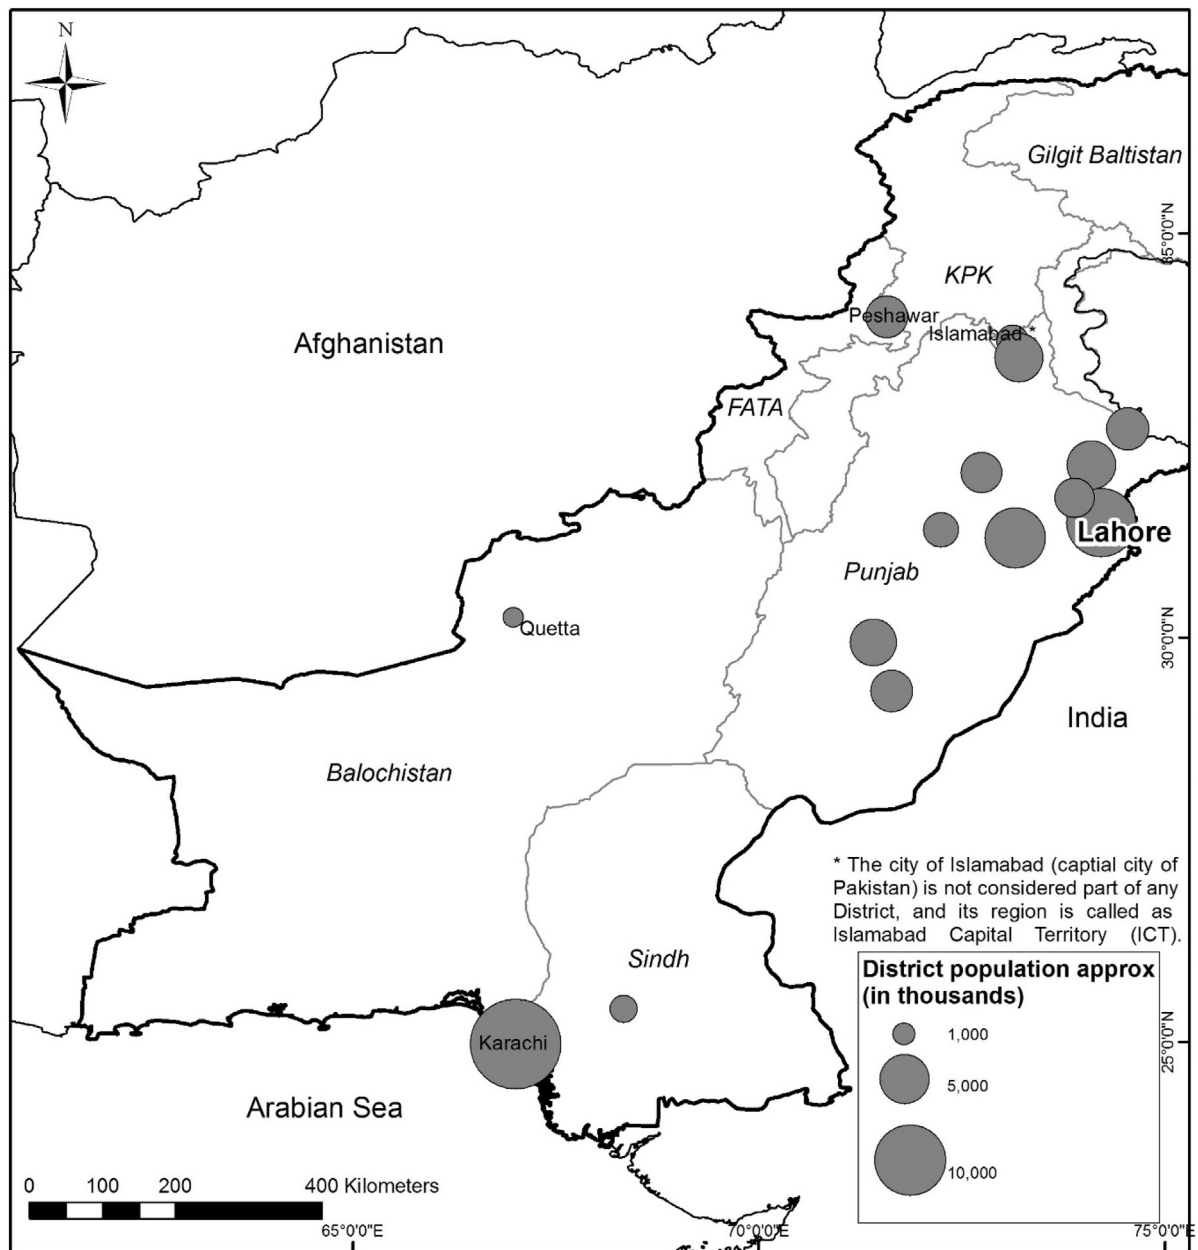 N
Gilgit Baltistan
35°0'0"N
KPK
Peshawar
Islamabad *
Afghanistan
FATA
Lahore
Punjab
Quetta
30°0'0"N
India
Balochistan
* The city of Islamabad (captial city of
Pakistan) is not considered part of any
District, and its region is called as
Islamabad Capital Territory (ICT).
Sindh
District population approx
(in thousands)
1,000
5,000
10,000
Karachi
25°0'0"N
Arabian Sea
0 100 200 400 Kilometers
65°0'0"E
70°0'0"E
75°0'0"E